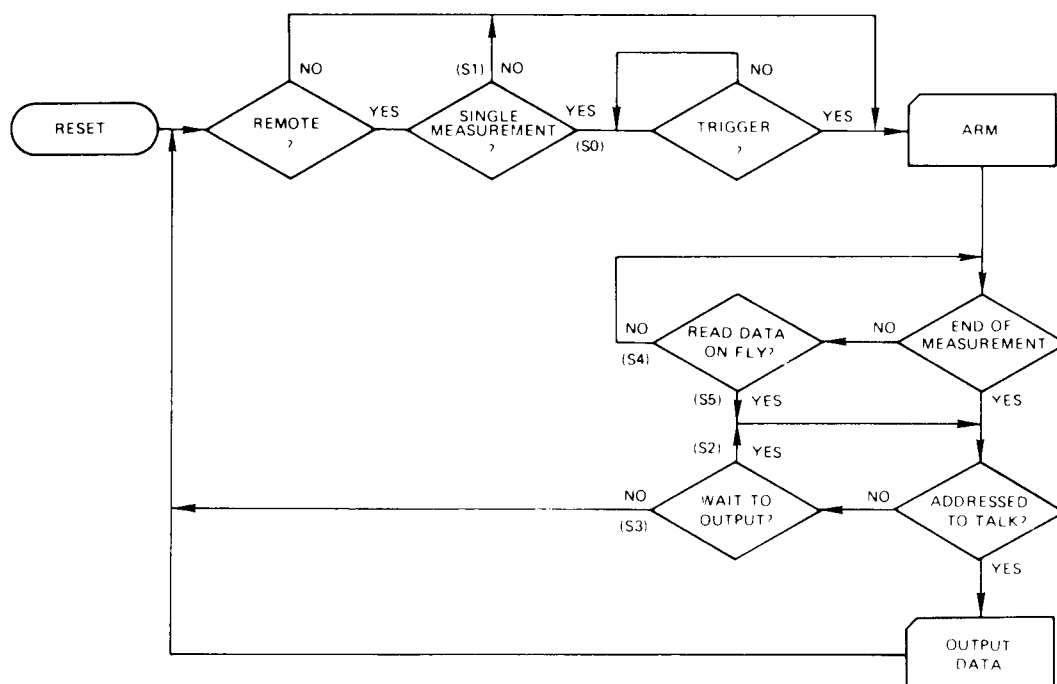 NO
(S1)
NO
NO
RESET
REMOTE
?
YES
SINGLE
MEASUREMENT
?
YES
(S0)
TRIGGER
?
YES
ARM
NO
(S4)
READ DATA
ON FLY?
NO
END OF
MEASUREMENT
(S5)
YES
YES
(S2)
YES
NO
(S3)
WAIT TO
OUTPUT?
NO
ADDRESSED
TO TALK?
YES
OUTPUT
DATA